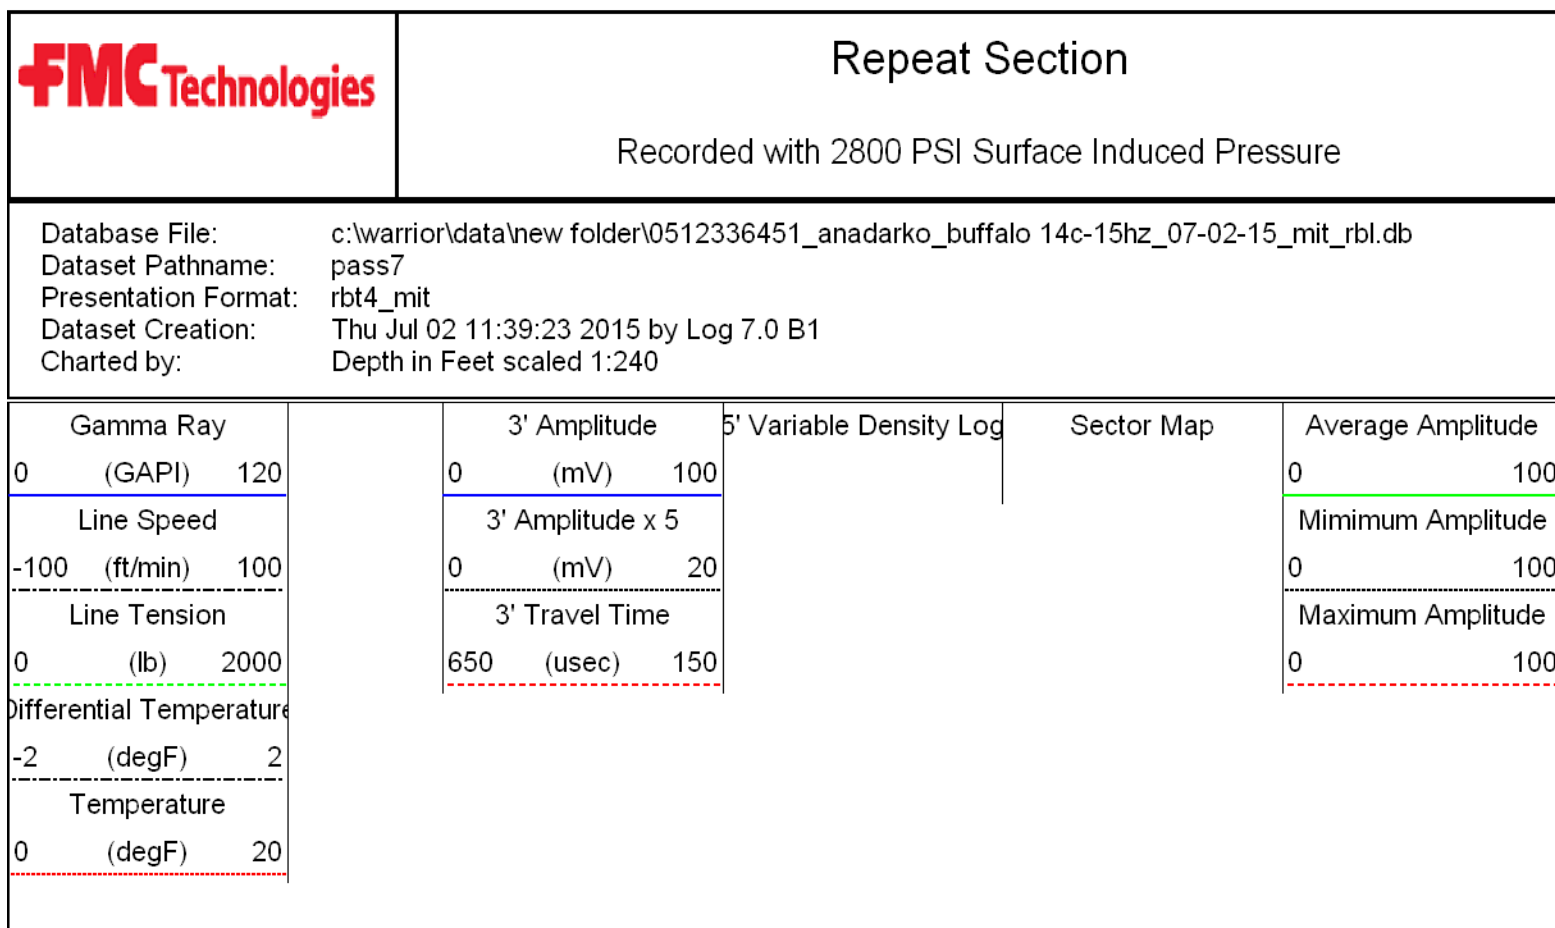 FMC Technologies
Repeat Section
Recorded with 2800 PSI Surface Induced Pressure
Database File: c:\warrior\data\new folder\0512336451_anadarko_buffalo 14c-15hz_07-02-15_mit_rbl.db
Dataset Pathname: pass7
Presentation Format: rbt4_mit
Dataset Creation: Thu Jul 02 11:39:23 2015 by Log 7.0 B1
Charted by: Depth in Feet scaled 1:240
Gamma Ray
0 (GAPI) 120
Line Speed
-100 (ft/min) 100
Line Tension
0 (lb) 2000
Differential Temperature
-2 (degF) 2
Temperature
0 (degF) 20
3' Amplitude
0 (mV) 100
3' Amplitude x 5
0 (mV) 20
3' Travel Time
650 (usec) 150
5' Variable Density Log
Sector Map
Average Amplitude
0 100
Mimimum Amplitude
0 100
Maximum Amplitude
0 100